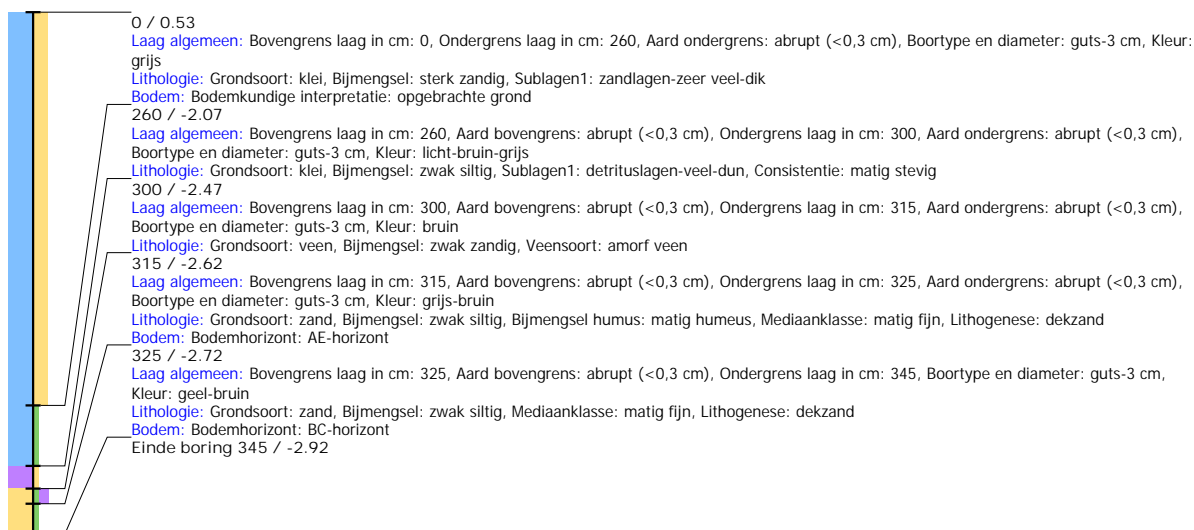 0 / 0.53
Laag algemeen: Bovengrens laag in cm: 0, Ondergrens laag in cm: 260, Aard ondergrens: abrupt (<0,3 cm), Boortype en diameter: guts-3 cm, Kleur:
grijs
Lithologie: Grondsoort: klei, Bijmengsel: sterk zandig, Sublagen1: zandlagen-zeer veel-dik
Bodem: Bodemkundige interpretatie: opgebrachte grond
260 / -2.07
Laag algemeen: Bovengrens laag in cm: 260, Aard bovengrens: abrupt (<0,3 cm), Ondergrens laag in cm: 300, Aard ondergrens: abrupt (<0,3 cm),
Boortype en diameter: guts-3 cm, Kleur: licht-bruin-grijs
Lithologie: Grondsoort: klei, Bijmengsel: zwak siltig, Sublagen1: detrituslagen-veel-dun, Consistentie: matig stevig
300 / -2.47
Laag algemeen: Bovengrens laag in cm: 300, Aard bovengrens: abrupt (<0,3 cm), Ondergrens laag in cm: 315, Aard ondergrens: abrupt (<0,3 cm),
Boortype en diameter: guts-3 cm, Kleur: bruin
Lithologie: Grondsoort: veen, Bijmengsel: zwak zandig, Veensoort: amorf veen
315 / -2.62
Laag algemeen: Bovengrens laag in cm: 315, Aard bovengrens: abrupt (<0,3 cm), Ondergrens laag in cm: 325, Aard ondergrens: abrupt (<0,3 cm),
Boortype en diameter: guts-3 cm, Kleur: grijs-bruin
Lithologie: Grondsoort: zand, Bijmengsel: zwak siltig, Bijmengsel humus: matig humeus, Mediaanklasse: matig fijn, Lithogenese: dekzand
Bodem: Bodemhorizont: AE-horizont
325 / -2.72
Laag algemeen: Bovengrens laag in cm: 325, Aard bovengrens: abrupt (<0,3 cm), Ondergrens laag in cm: 345, Boortype en diameter: guts-3 cm,
Kleur: geel-bruin
Lithologie: Grondsoort: zand, Bijmengsel: zwak siltig, Mediaanklasse: matig fijn, Lithogenese: dekzand
Bodem: Bodemhorizont: BC-horizont
Einde boring 345 / -2.92